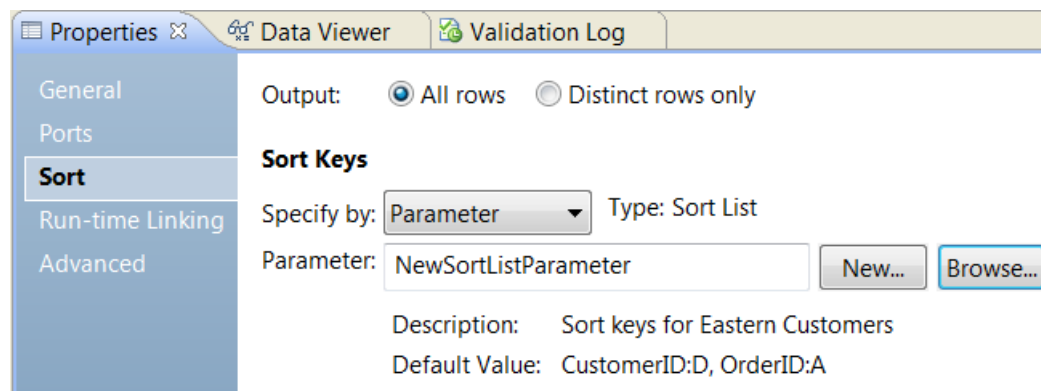 Properties Data Viewer Validation Log
General
Ports
Sort
Run-time Linking
Advanced
Output: All rows Distinct rows only
Sort Keys
Specify by: Parameter Type: Sort List
Parameter: NewSortListParameter New... Browse...
Description: Sort keys for Eastern Customers
Default Value: CustomerID:D, OrderID:A